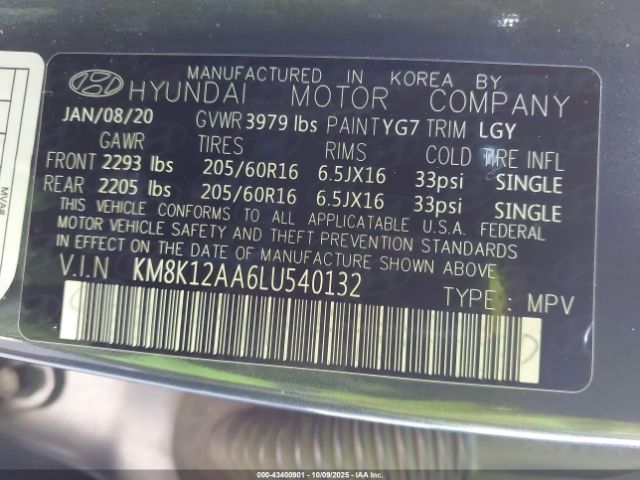 MANUFACTURED IN KOREA BY
HYUNDAI MOTOR COMPANY
JAN/08/20 GVWR 3979 lbs PAINT YG7 TRIM LGY
GAWR TIRES RIMS COLD TIRE INFL
FRONT 2293 lbs 205/60R16 6.5JX16 33psi SINGLE
REAR 2205 lbs 205/60R16 6.5JX16 33psi SINGLE
THIS VEHICLE CONFORMS TO ALL APPLICABLE U.S.A. FEDERAL
MOTOR VEHICLE SAFETY AND THEFT PREVENTION STANDARDS
IN EFFECT ON THE DATE OF MANUFACTURE SHOWN ABOVE
V.I.N KM8K12AA6LU540132
TYPE : MPV
MVA#
000-43400901 - 10/09/2025 - IAAI, Inc.